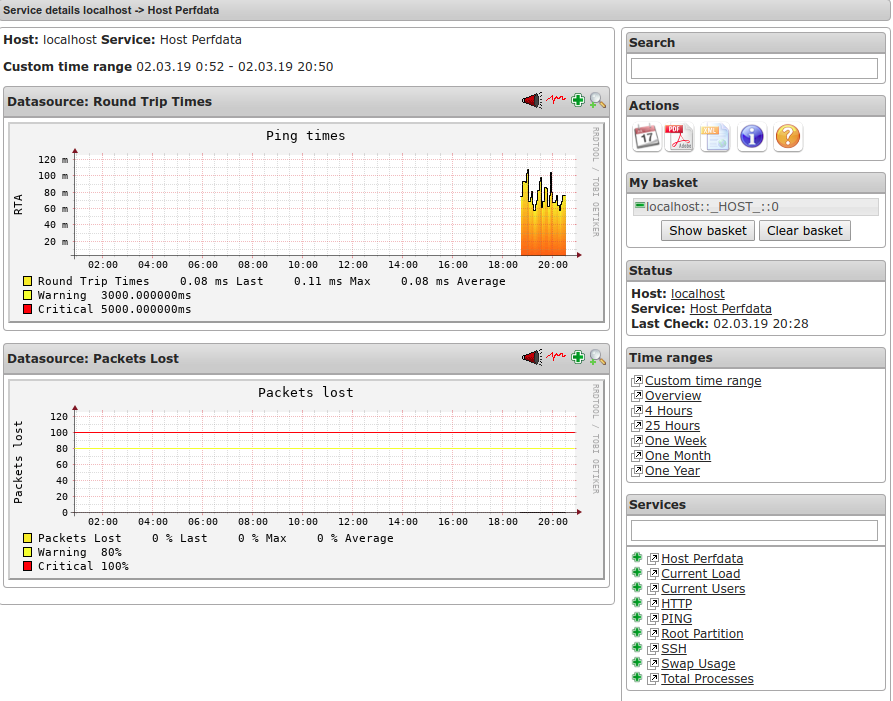 Service details localhost -> Host Perfdata
Host: localhost Service: Host Perfdata
Custom time range 02.03.19 0:52 - 02.03.19 20:50
Datasource: Round Trip Times
Ping times
RRDTOOL / TOBI OETIKER
RTA
120 m
100 m
80 m
60 m
40 m
20 m
02:00 04:00 06:00 08:00 10:00 12:00 14:00 16:00 18:00 20:00
Round Trip Times 0.08 ms Last 0.11 ms Max 0.08 ms Average
Warning 3000.000000ms
Critical 5000.000000ms
Datasource: Packets Lost
Packets lost
RRDTOOL / TOBI OETIKER
Packets lost
120
100
80
60
40
20
0
02:00 04:00 06:00 08:00 10:00 12:00 14:00 16:00 18:00 20:00
Packets Lost 0 % Last 0 % Max 0 % Average
Warning 80%
Critical 100%
Search
Actions
17
PDF
Adobe
XML
i
?
My basket
localhost::_HOST_::0
Show basket Clear basket
Status
Host: localhost
Service: Host Perfdata
Last Check: 02.03.19 20:28
Time ranges
Custom time range
Overview
4 Hours
25 Hours
One Week
One Month
One Year
Services
Host Perfdata
Current Load
Current Users
HTTP
PING
Root Partition
SSH
Swap Usage
Total Processes